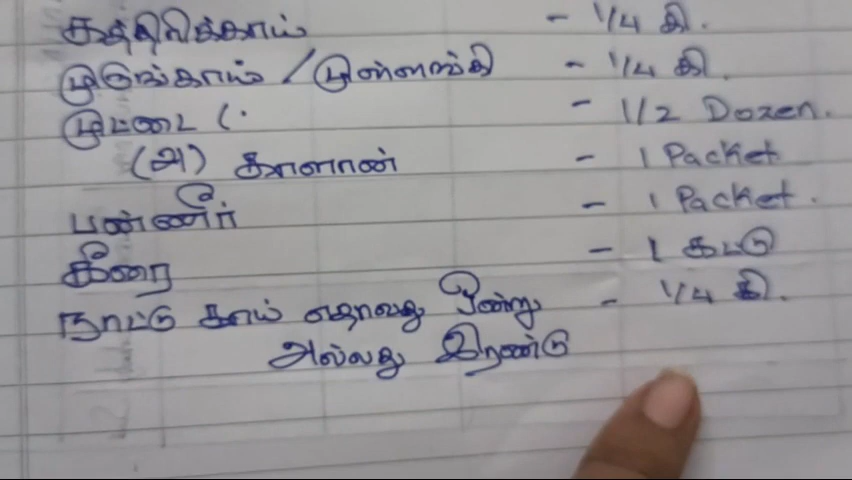 கத்திரிக்காய் - 1/4 கி.
முருங்காய் / முள்ளங்கி - 1/4 கி.
முட்டை (. - 1/2 Dozen.
(அ) காளான் - 1 Packet
பன்னீர் - 1 Packet.
கீரை - 1 கட்டு
நாட்டு காய் ஏதாவது ஒன்று - 1/4 கி.
அல்லது இரண்டு